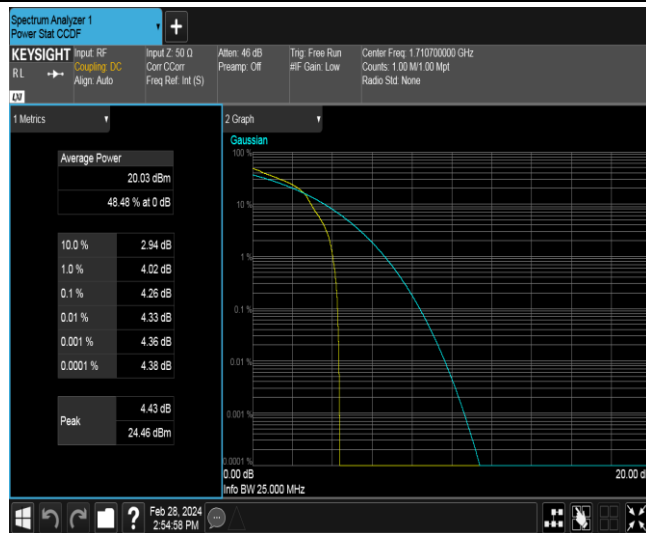 Spectrum Analyzer 1
Power Stat CCDF
+
KEYSIGHT
RL
Input: RF
Coupling: DC
Align: Auto
Input Z: 50 Ω
Corr CCorr
Freq Ref: Int (S)
Atten: 46 dB
Preamp: Off
Trig: Free Run
#IF Gain: Low
Center Freq: 1.710700000 GHz
Counts: 1.00 M/1.00 Mpt
Radio Std: None
1 Metrics
Average Power
20.03 dBm
48.48 % at 0 dB
10.0 % 2.94 dB
1.0 % 4.02 dB
0.1 % 4.26 dB
0.01 % 4.33 dB
0.001 % 4.36 dB
0.0001 % 4.38 dB
Peak
4.43 dB
24.46 dBm
2 Graph
Gaussian
100 %
10 %
1 %
0.1 %
0.01 %
0.001 %
0.0001 %
0.00 dB
20.00 d
Info BW 25.000 MHz
?
Feb 28, 2024
2:54:58 PM